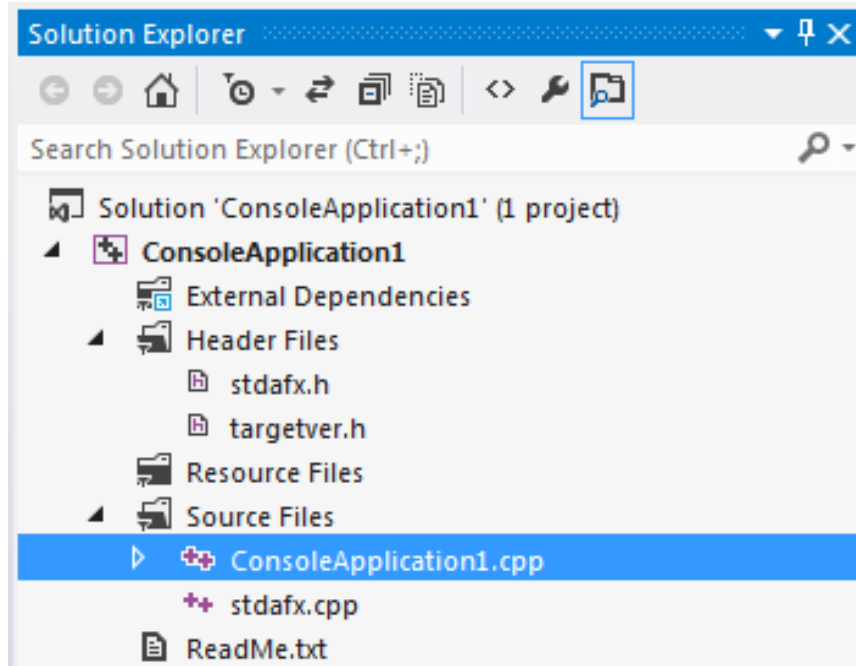 Solution Explorer
Search Solution Explorer (Ctrl+;)
Solution 'ConsoleApplication1' (1 project)
ConsoleApplication1
External Dependencies
Header Files
stdafx.h
targetver.h
Resource Files
Source Files
ConsoleApplication1.cpp
stdafx.cpp
ReadMe.txt